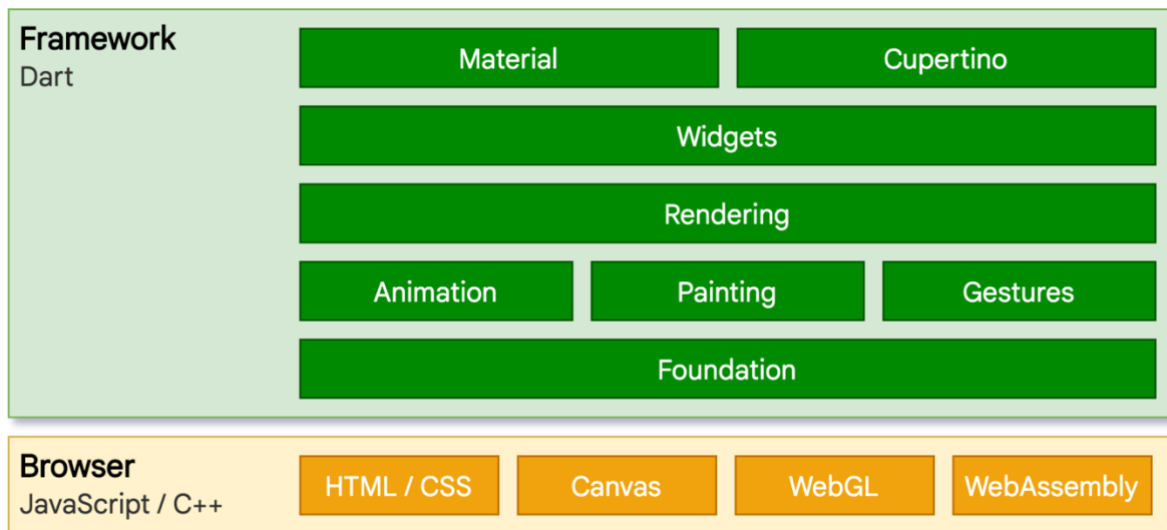 Framework
Dart
Material
Cupertino
Widgets
Rendering
Animation
Painting
Gestures
Foundation
Browser
JavaScript / C++
HTML / CSS
Canvas
WebGL
WebAssembly